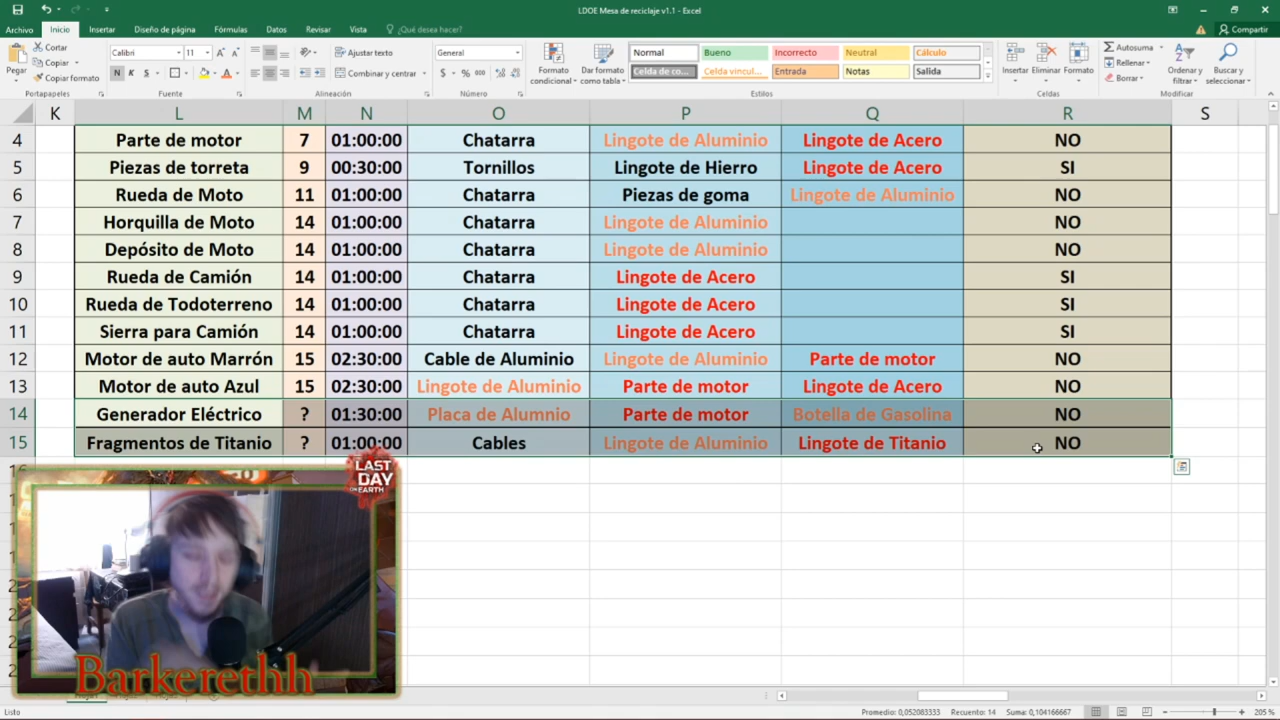 LDOE Mesa de reciclaje v1.1 - Excel
Archivo Inicio Insertar Diseño de página Fórmulas Datos Revisar Vista ¿Qué desea hacer? Compartir
Pegar Cortar Copiar Copiar formato
Calibri 11
N K S
Ajustar texto
Combinar y centrar
General
$ % 000
Formato condicional Dar formato como tabla
Normal Bueno Incorrecto Neutral Cálculo
Celda de co... Celda vincul... Entrada Notas Salida
Insertar Eliminar Formato
Autosuma
Rellenar
Borrar
Ordenar y filtrar Buscar y seleccionar
Portapapeles Fuente Alineación Número Estilos Celdas Modificar
K L M N O P Q R S
4 Parte de motor 7 01:00:00 Chatarra Lingote de Aluminio Lingote de Acero NO
5 Piezas de torreta 9 00:30:00 Tornillos Lingote de Hierro Lingote de Acero SI
6 Rueda de Moto 11 01:00:00 Chatarra Piezas de goma Lingote de Aluminio NO
7 Horquilla de Moto 14 01:00:00 Chatarra Lingote de Aluminio NO
8 Depósito de Moto 14 01:00:00 Chatarra Lingote de Aluminio NO
9 Rueda de Camión 14 01:00:00 Chatarra Lingote de Acero SI
10 Rueda de Todoterreno 14 01:00:00 Chatarra Lingote de Acero SI
11 Sierra para Camión 14 01:00:00 Chatarra Lingote de Acero SI
12 Motor de auto Marrón 15 02:30:00 Cable de Aluminio Lingote de Aluminio Parte de motor NO
13 Motor de auto Azul 15 02:30:00 Lingote de Aluminio Parte de motor Lingote de Acero NO
14 Generador Eléctrico ? 01:30:00 Placa de Alumnio Parte de motor Botella de Gasolina NO
15 Fragmentos de Titanio ? 01:00:00 Cables Lingote de Aluminio Lingote de Titanio NO
LAST
DAY
ON EARTH
Barkerethh
Listo Promedio: 0,052083333 Recuento: 14 Suma: 0,104166667 205 %